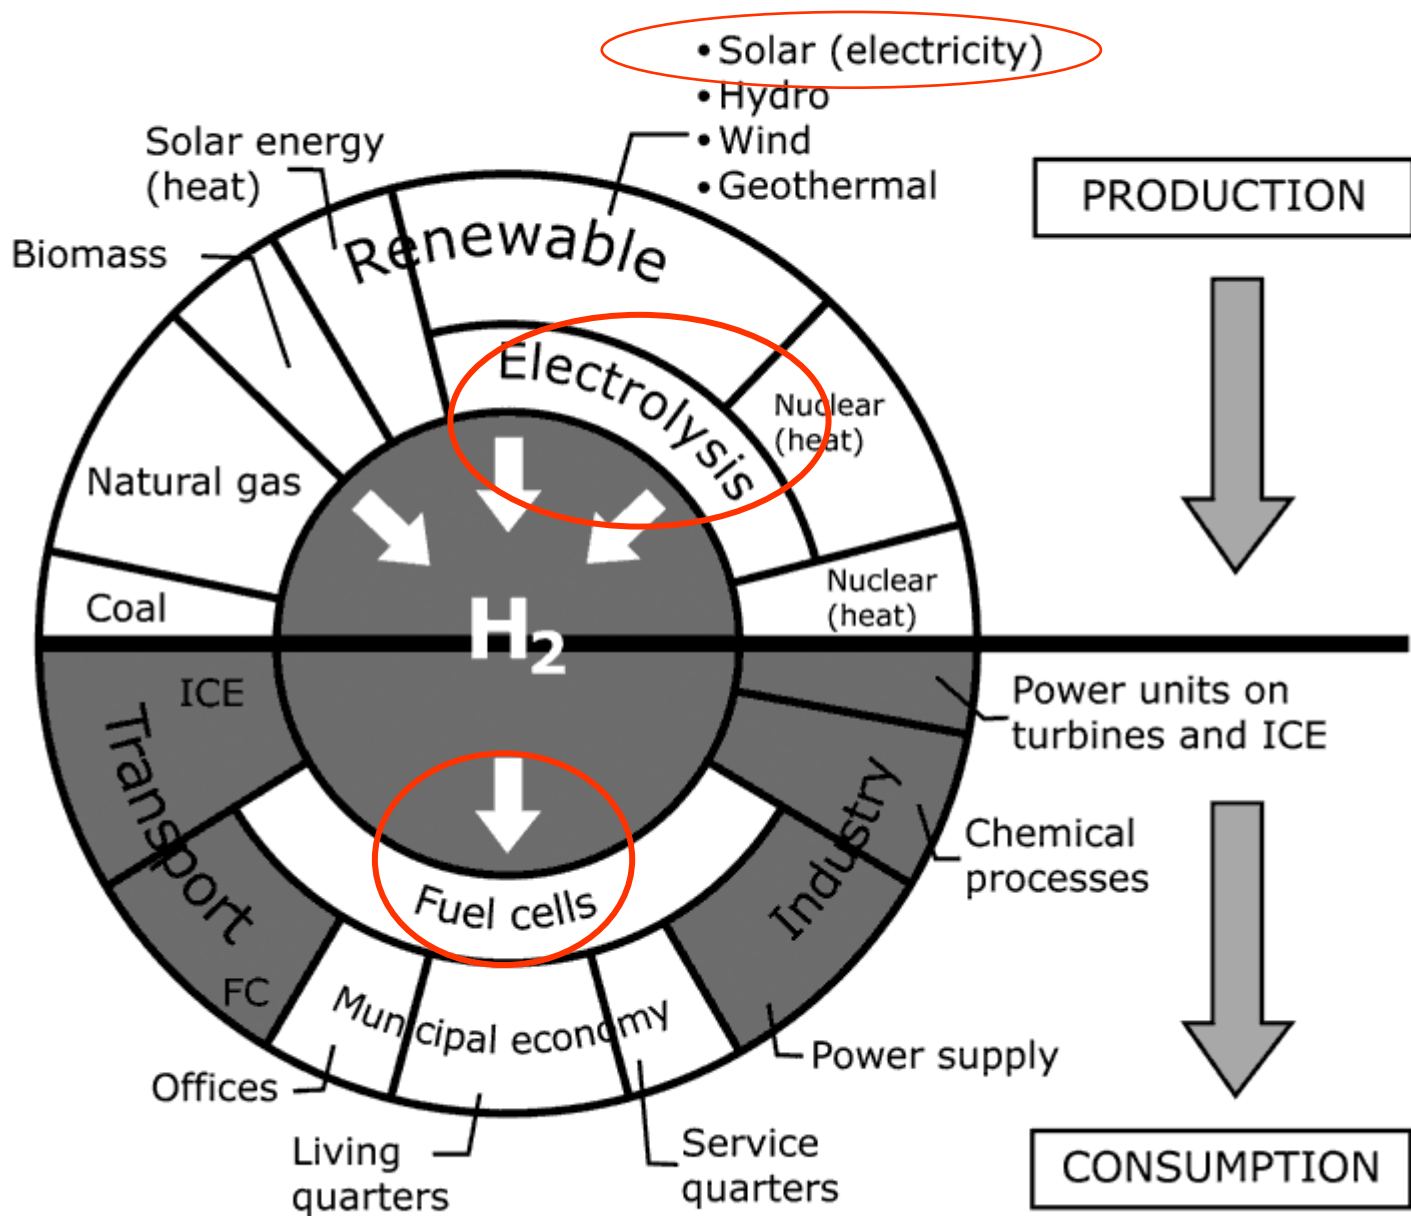 • Solar (electricity)
• Hydro
• Wind
• Geothermal
Solar energy
(heat)
Biomass
PRODUCTION
Renewable
Electrolysis
Nuclear
(heat)
Natural gas
Nuclear
(heat)
Coal
H2
ICE
Transport
FC
Power units on
turbines and ICE
Industry
Chemical
processes
Fuel cells
Municipal economy
Power supply
Offices
Living
quarters
Service
quarters
CONSUMPTION